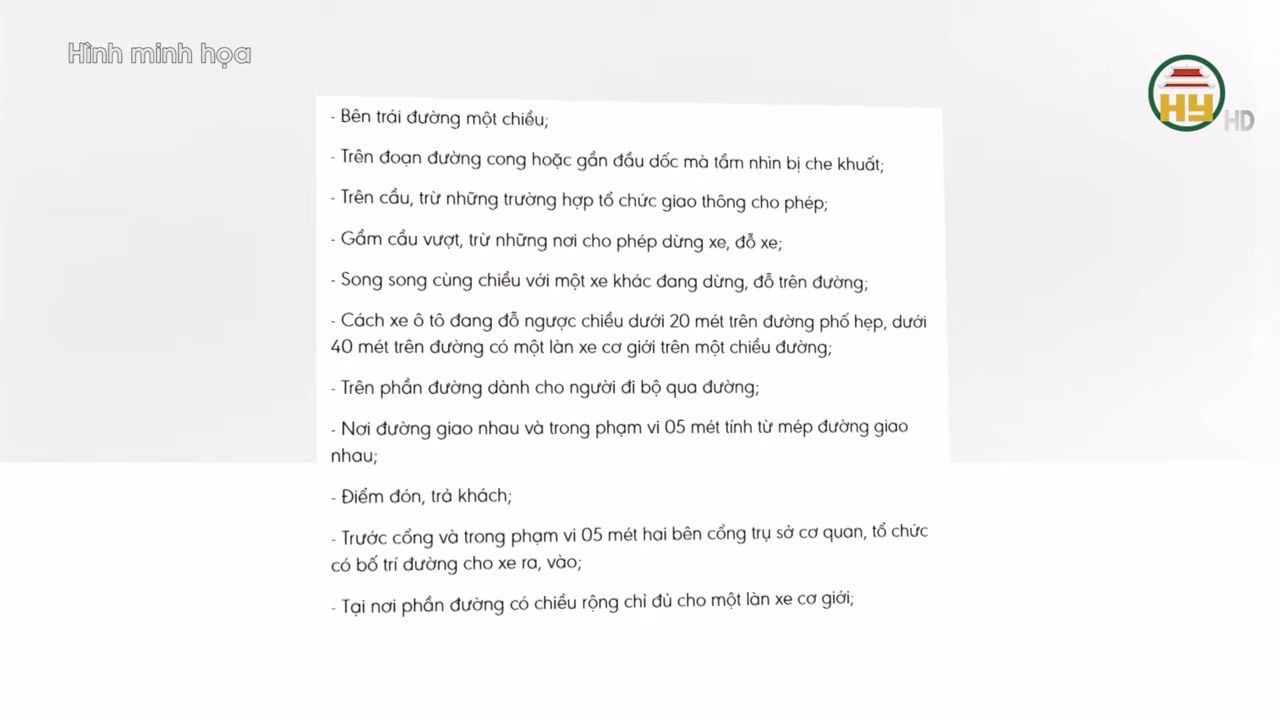 Hình minh họa
HY
HD
- Bên trái đường một chiều;
- Trên đoạn đường cong hoặc gần đầu dốc mà tầm nhìn bị che khuất;
- Trên cầu, trừ những trường hợp tổ chức giao thông cho phép;
- Gầm cầu vượt, trừ những nơi cho phép dừng xe, đỗ xe;
- Song song cùng chiều với một xe khác đang dừng, đỗ trên đường;
- Cách xe ô tô đang đỗ ngược chiều dưới 20 mét trên đường phố hẹp, dưới
40 mét trên đường có một làn xe cơ giới trên một chiều đường;
- Trên phần đường dành cho người đi bộ qua đường;
- Nơi đường giao nhau và trong phạm vi 05 mét tính từ mép đường giao
nhau;
- Điểm đón, trả khách;
- Trước cổng và trong phạm vi 05 mét hai bên cổng trụ sở cơ quan, tổ chức
có bố trí đường cho xe ra, vào;
- Tại nơi phần đường có chiều rộng chỉ đủ cho một làn xe cơ giới;